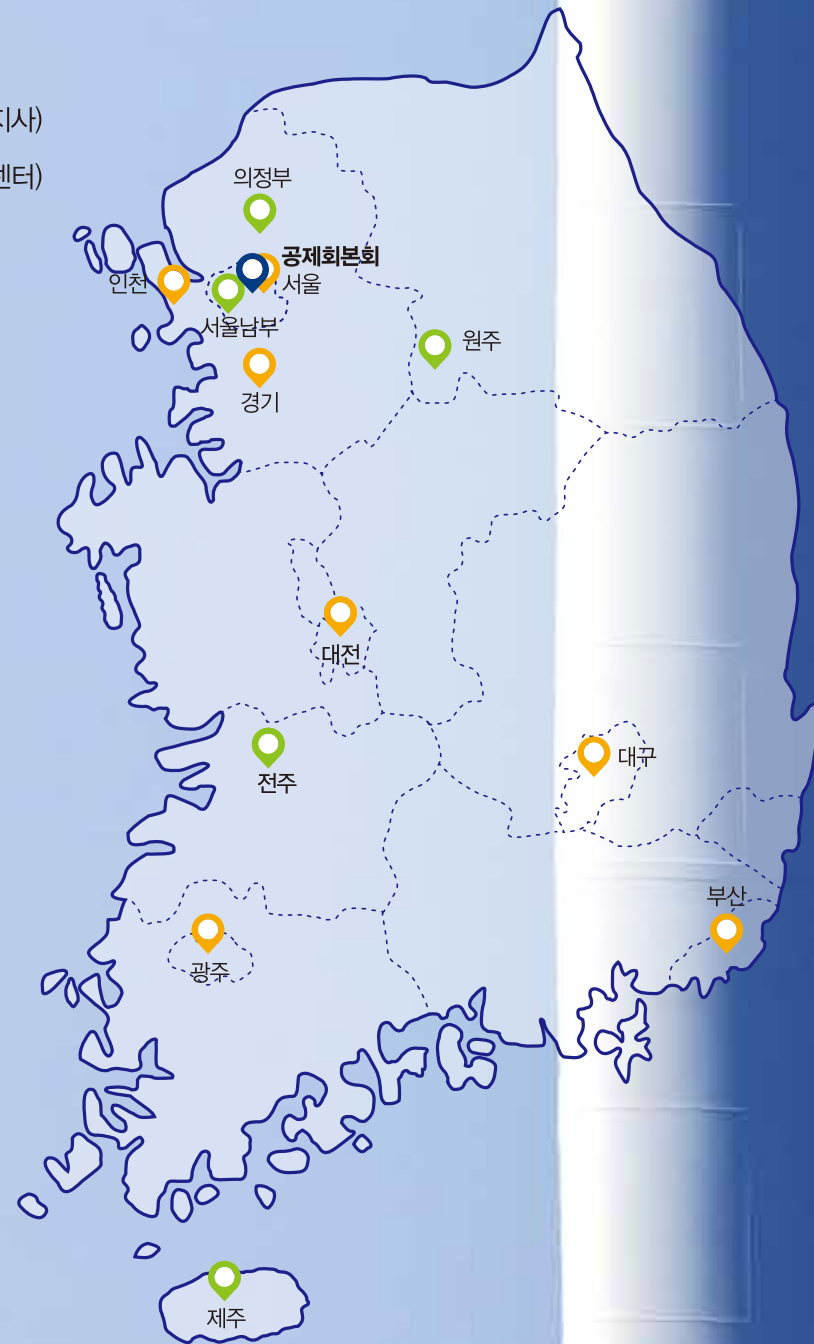 지사)
센터)
의정부
공제회본회
인천
서울
서울남부
원주
경기
대전
대구
전주
부산
광주
제주